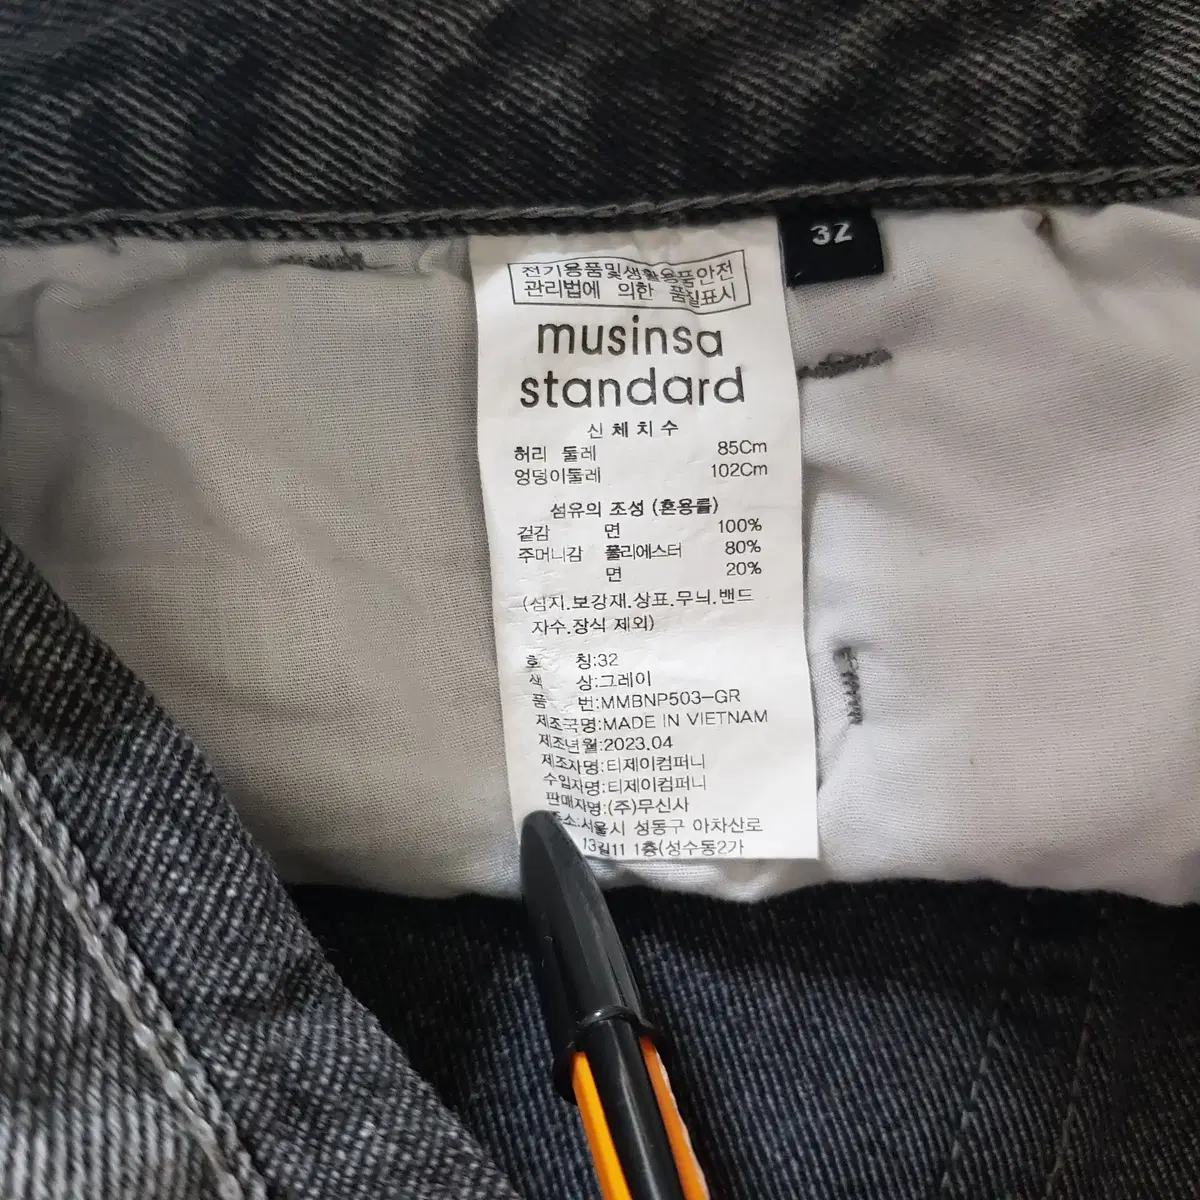 32
전기용품및생활용품안전
관리법에 의한 품질표시
musinsa
standard
신체치수
허리 둘레 85Cm
엉덩이둘레 102Cm
섬유의 조성 (혼용률)
겉감 면 100%
주머니감 폴리에스터 80%
면 20%
(심지.보강재.상표.무늬.밴드
자수.장식 제외)
호 칭:32
색 상:그레이
품 번:MMBNP503-GR
제조국명:MADE IN VIETNAM
제조년월:2023.04
제조자명:티제이컴퍼니
수입자명:티제이컴퍼니
판매자명:(주)무신사
주소:서울시 성동구 아차산로
13길11 1층(성수동2가